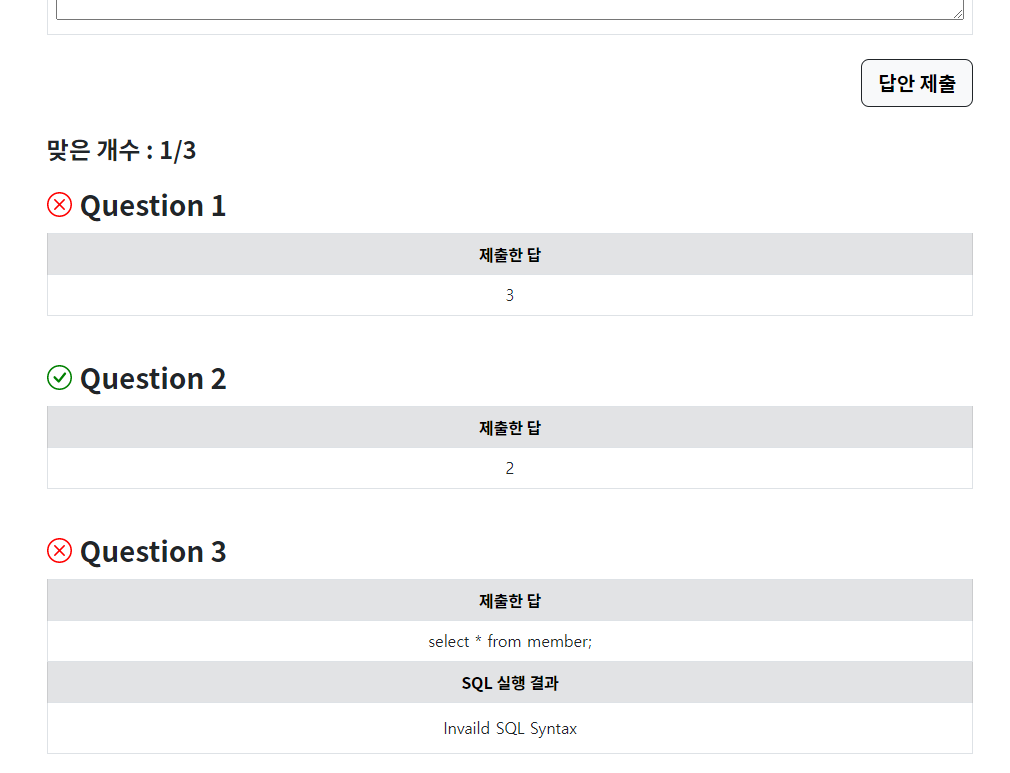 답안 제출
맞은 개수 : 1/3
Question 1
제출한 답
3
Question 2
제출한 답
2
Question 3
제출한 답
select * from member;
SQL 실행 결과
Invaild SQL Syntax